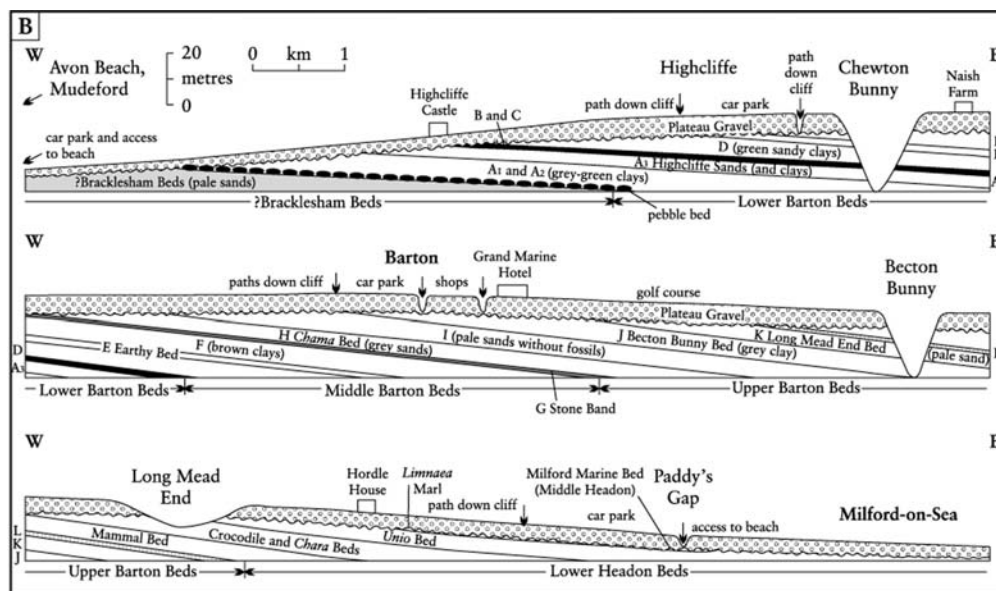 B
W
Avon Beach,
Mudeford
20
metres
0
0 km 1
Highcliffe
path
down
cliff
Chewton
Bunny
Naish
Farm
Highcliffe
Castle
B and C
path down cliff
car park
Plateau Gravel
D (green sandy clays)
A3 Highcliffe Sands (and clays)
car park and access
to beach
A1 and A2 (grey-green clays)
?Bracklesham Beds (pale sands)
?Bracklesham Beds
pebble bed
Lower Barton Beds
W
Barton
Grand Marine
Hotel
Becton
Bunny
paths down cliff
car park
shops
golf course
Plateau Gravel
H Chama Bed (grey sands)
I (pale sands without fossils)
J Becton Bunny Bed (grey clay)
K Long Mead End Bed
(pale sand)
E Earthy Bed
F (brown clays)
D
A3
Lower Barton Beds
Middle Barton Beds
Upper Barton Beds
G Stone Band
W
Long Mead
End
Hordle
House
Limnaea
Marl
path down cliff
Milford Marine Bed
(Middle Headon)
Paddy's
Gap
car park
access to beach
Milford-on-Sea
L
K
J
Mammal Bed
Crocodile and Chara Beds
Unio Bed
Upper Barton Beds
Lower Headon Beds